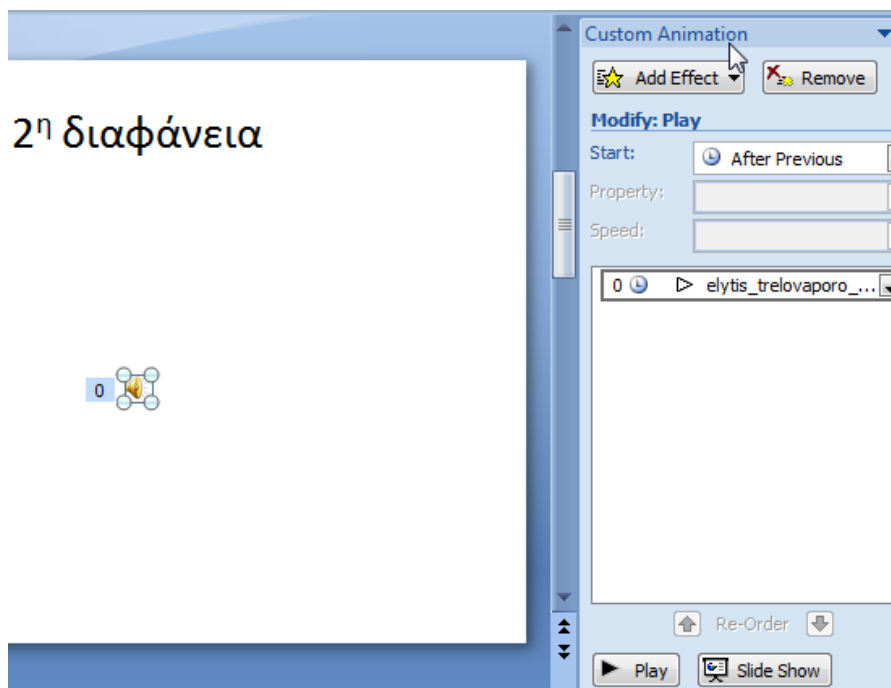 2η διαφάνεια
0
Custom Animation
Add Effect Remove
Modify: Play
Start: After Previous
Property:
Speed:
0 elytis_trelovaporo_...
Re-Order
Play Slide Show